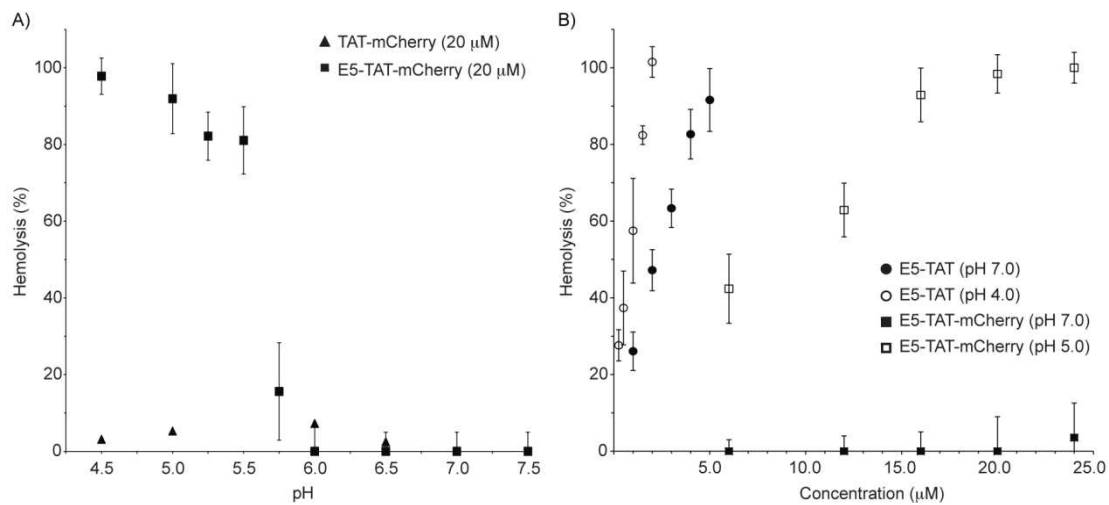 A)
TAT-mCherry (20 μM)
E5-TAT-mCherry (20 μM)
100
80
60
40
20
0
Hemolysis (%)
4.5 5.0 5.5 6.0 6.5 7.0 7.5
pH
B)
100
80
60
40
20
0
Hemolysis (%)
E5-TAT (pH 7.0)
E5-TAT (pH 4.0)
E5-TAT-mCherry (pH 7.0)
E5-TAT-mCherry (pH 5.0)
5.0 10.0 15.0 20.0 25.0
Concentration (μM)